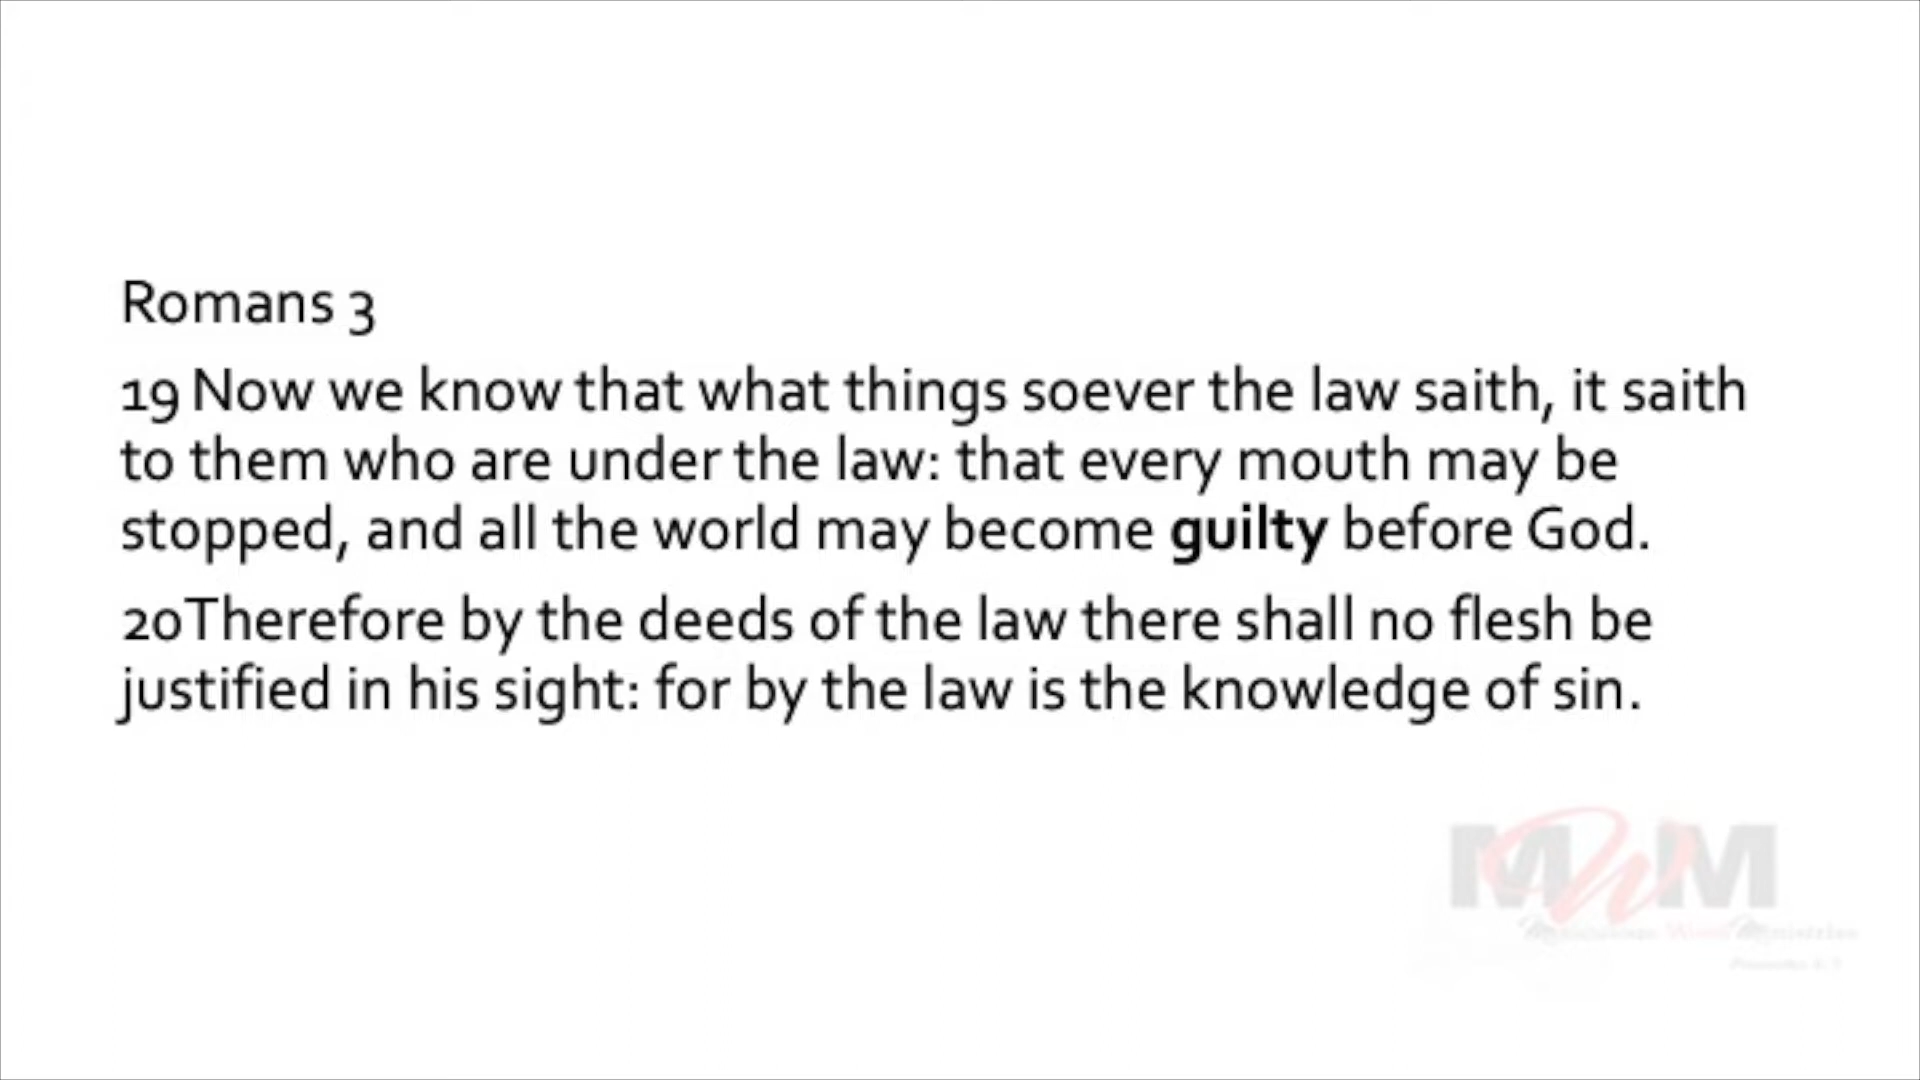 Romans 3
19 Now we know that what things soever the law saith, it saith
to them who are under the law: that every mouth may be
stopped, and all the world may become guilty before God.
20Therefore by the deeds of the law there shall no flesh be
justified in his sight: for by the law is the knowledge of sin.
MWM
Ministries